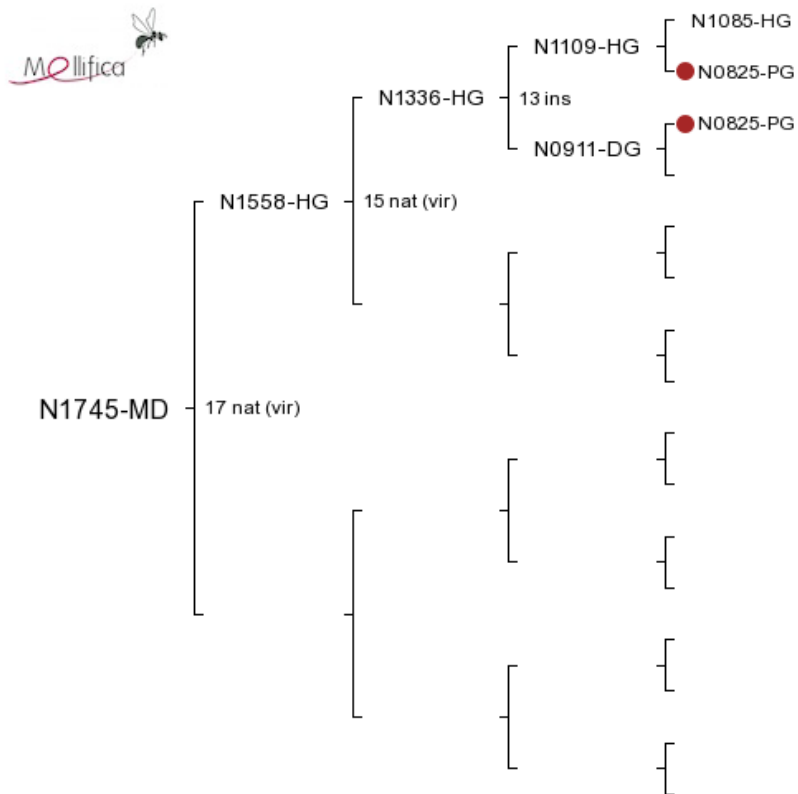 Mellifica
N1085-HG
N1109-HG
N0825-PG
N1336-HG
13 ins
N0825-PG
N0911-DG
N1558-HG
15 nat (vir)
N1745-MD
17 nat (vir)